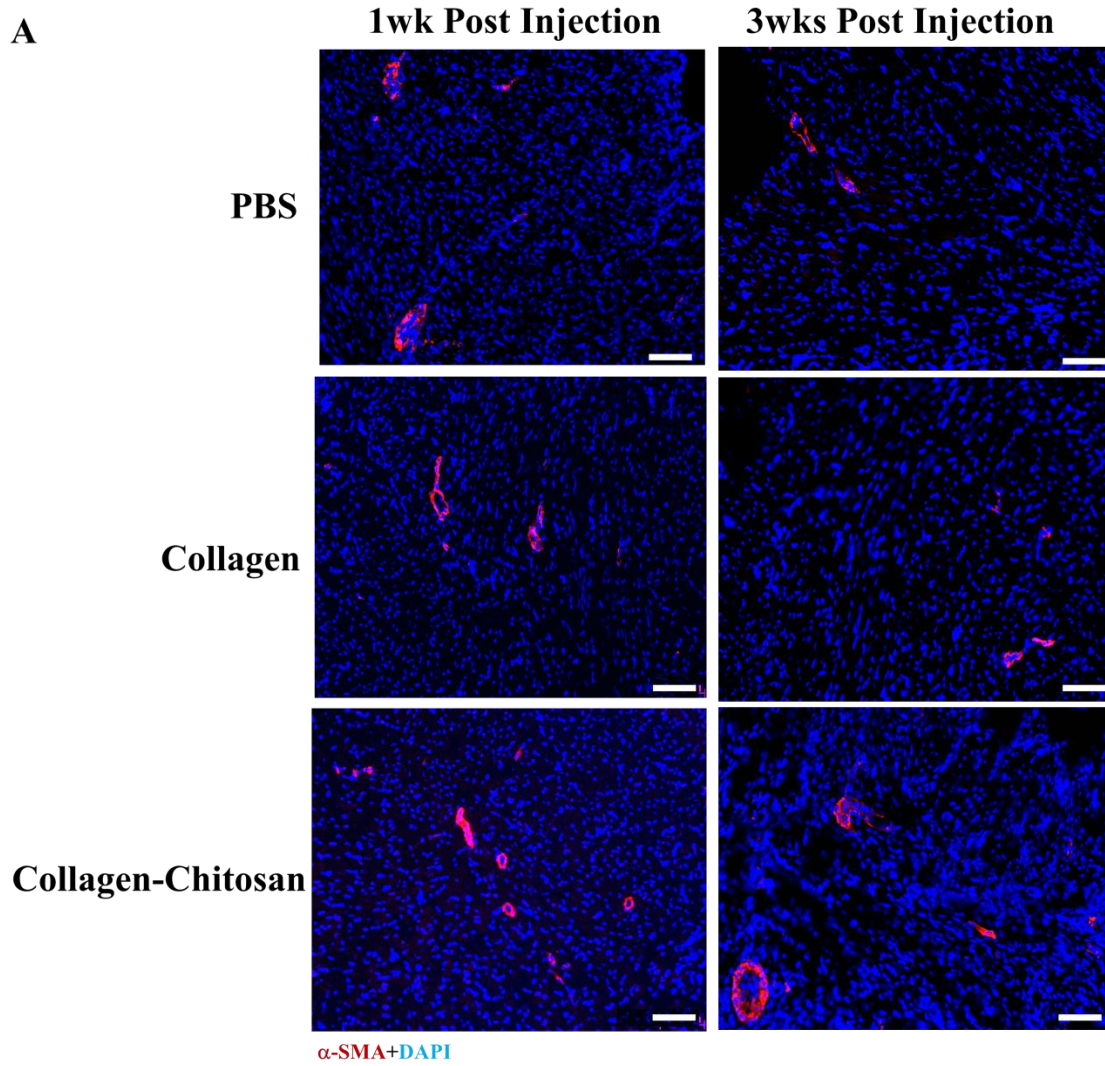 A
1wk Post Injection
3wks Post Injection
PBS
Collagen
Collagen-Chitosan
α-SMA+DAPI